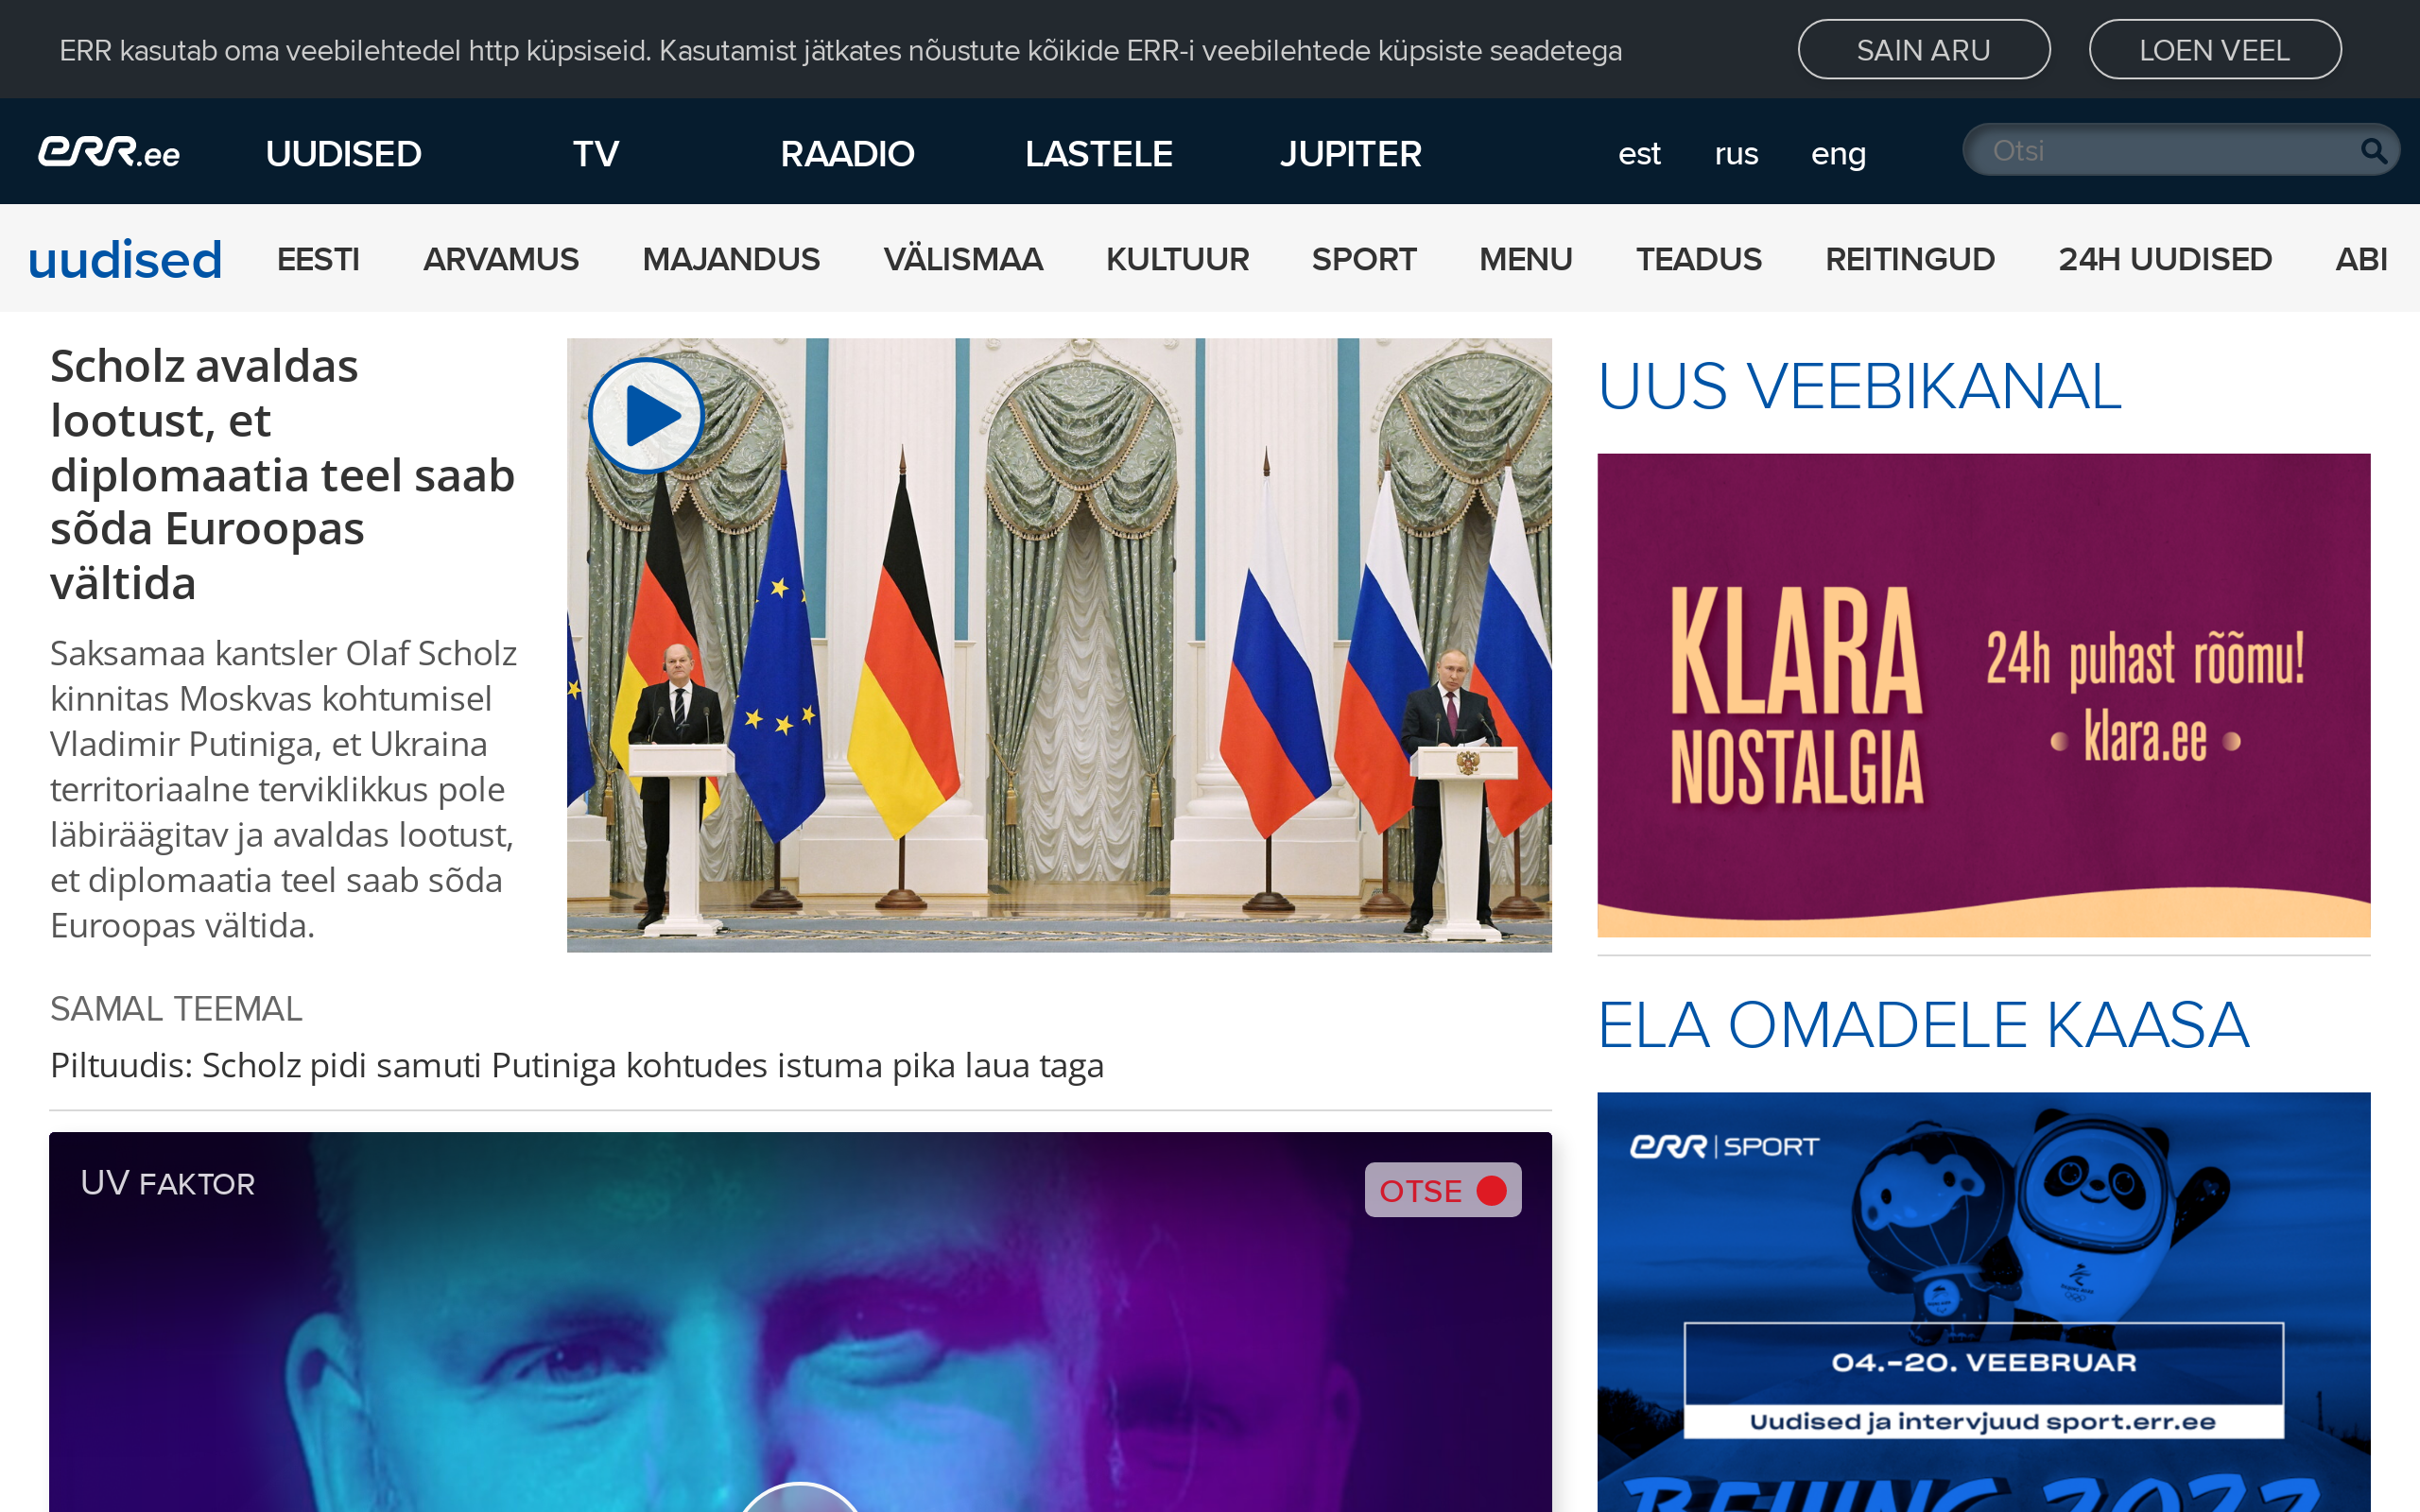 ERR kasutab oma veebilehtedel http küpsiseid. Kasutamist jätkates nõustute kõikide ERR-i veebilehtede küpsiste seadetega
SAIN ARU
LOEN VEEL
err.ee
UUDISED
TV
RAADIO
LASTELE
JUPITER
est
rus
eng
Otsi
uudised
EESTI
ARVAMUS
MAJANDUS
VÄLISMAA
KULTUUR
SPORT
MENU
TEADUS
REITINGUD
24H UUDISED
ABI
Scholz avaldas
lootust, et
diplomaatia teel saab
sõda Euroopas
vältida
Saksamaa kantsler Olaf Scholz
kinnitas Moskvas kohtumisel
Vladimir Putiniga, et Ukraina
territoriaalne terviklikkus pole
läbiräägitav ja avaldas lootust,
et diplomaatia teel saab sõda
Euroopas vältida.
SAMAL TEEMAL
Piltuudis: Scholz pidi samuti Putiniga kohtudes istuma pika laua taga
UV FAKTOR
OTSE
UUS VEEBIKANAL
KLARA
NOSTALGIA
24h puhast rõõmu!
• klara.ee •
ELA OMADELE KAASA
err | SPORT
04.-20. VEEBRUAR
Uudised ja intervjuud sport.err.ee
BEIJING 2022